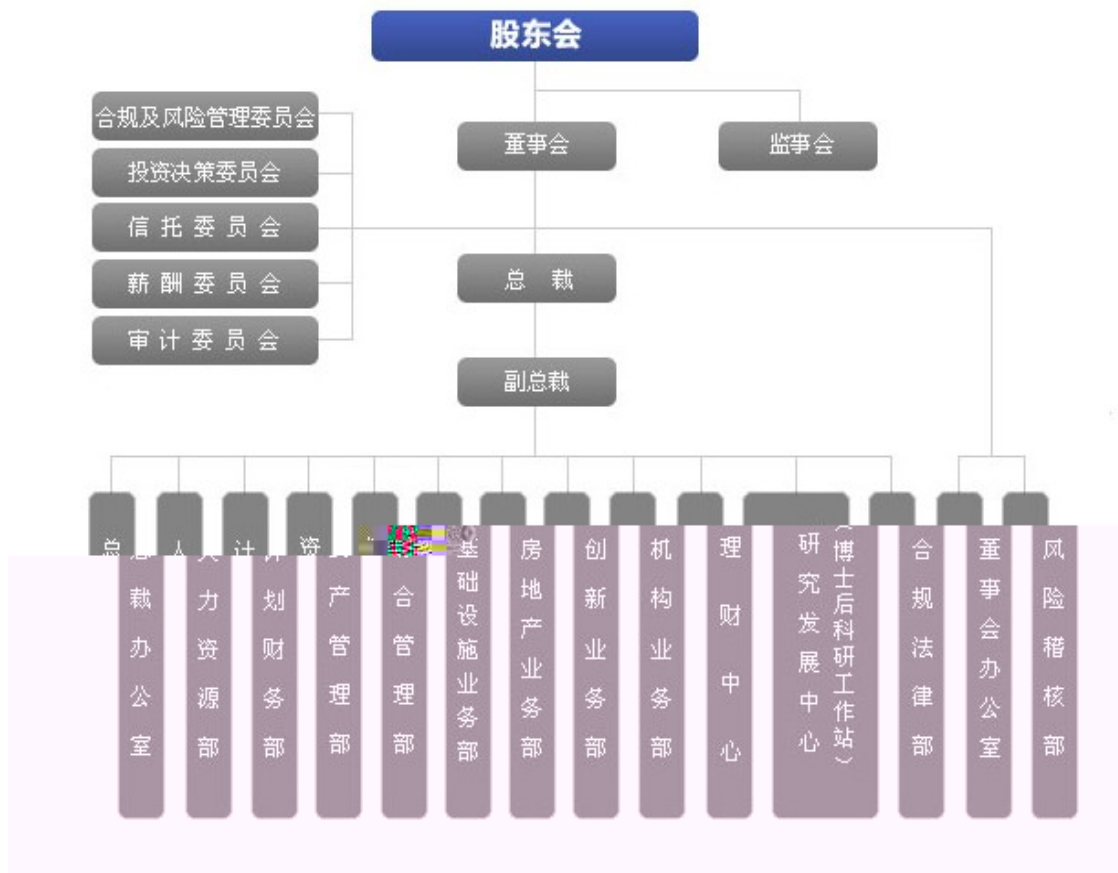 股东会
合规及风险管理委员会
投资决策委员会
信托委员会
薪酬委员会
审计委员会
董事会
监事会
总裁
副总裁
总裁办公室
人力资源部
计划财务部
资产管理部
合管理部
基础设施业务部
房地产业务部
创新业务部
机构业务部
理财中心
研究发展中心
（博士后科研工作站）
合规法律部
董事会办公室
风险稽核部